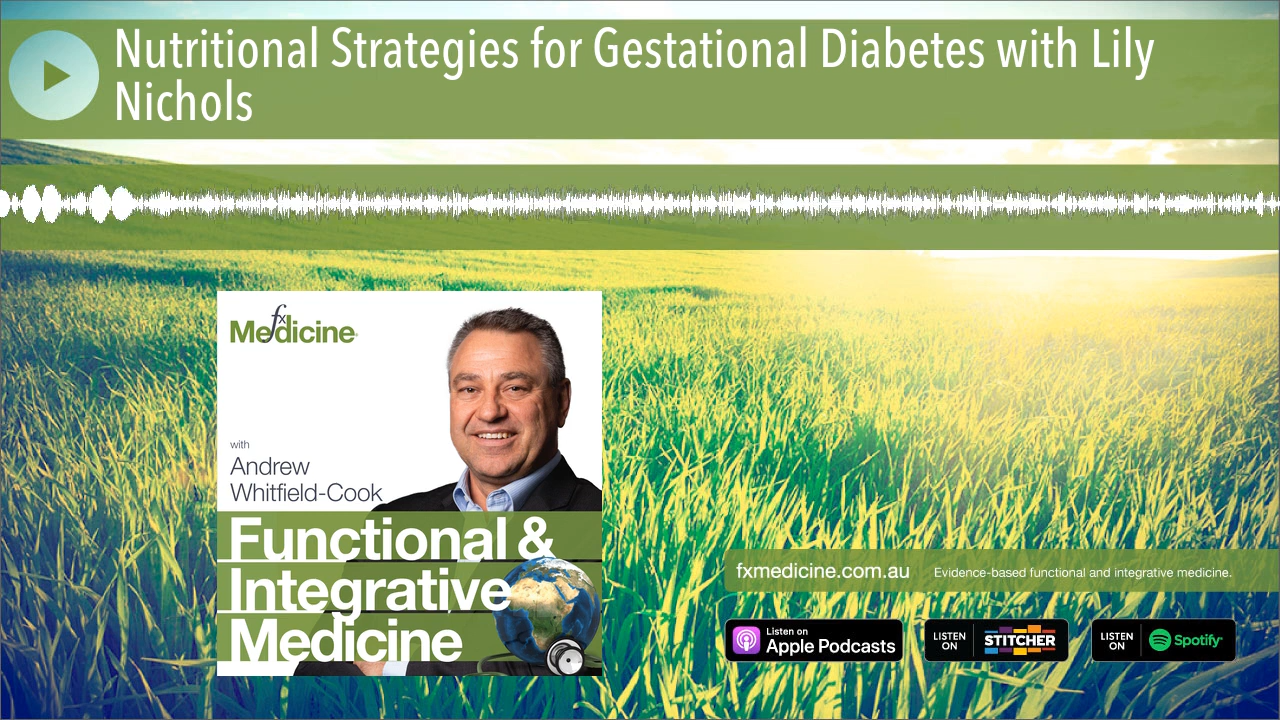 Nutritional Strategies for Gestational Diabetes with Lily
Nichols
fx
Medicine
with
Andrew
Whitfield-Cook
Functional &
Integrative
Medicine
fxmedicine.com.au
Evidence-based functional and integrative medicine.
Listen on
Apple Podcasts
LISTEN
ON
STITCHER
LISTEN
ON
Spotify